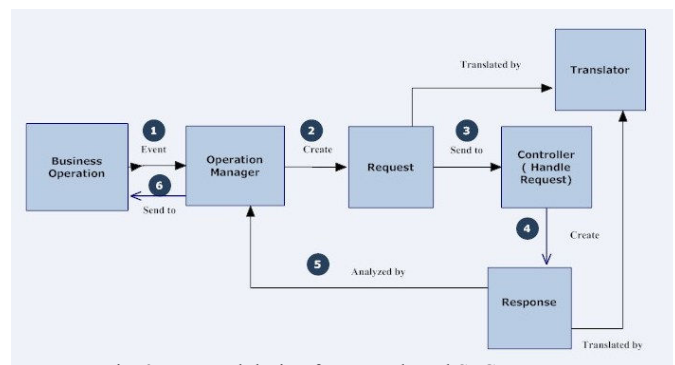 Translated by
Translator
1
2
3
Event
Create
Send to
Business
Operation
Operation
Manager
Request
Controller
( Handle
Request)
6
Send to
4
Create
5
Analyzed by
Response
Translated by